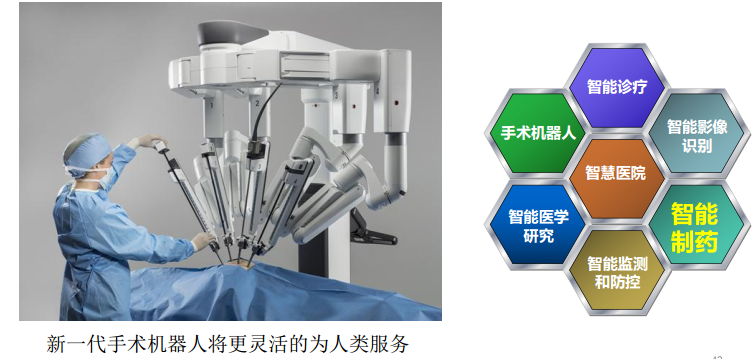 智能诊疗
手术机器人
智能影像
识别
智慧医院
智能医学
研究
智能
制药
智能监测
和防控
新一代手术机器人将更灵活的为人类服务
2